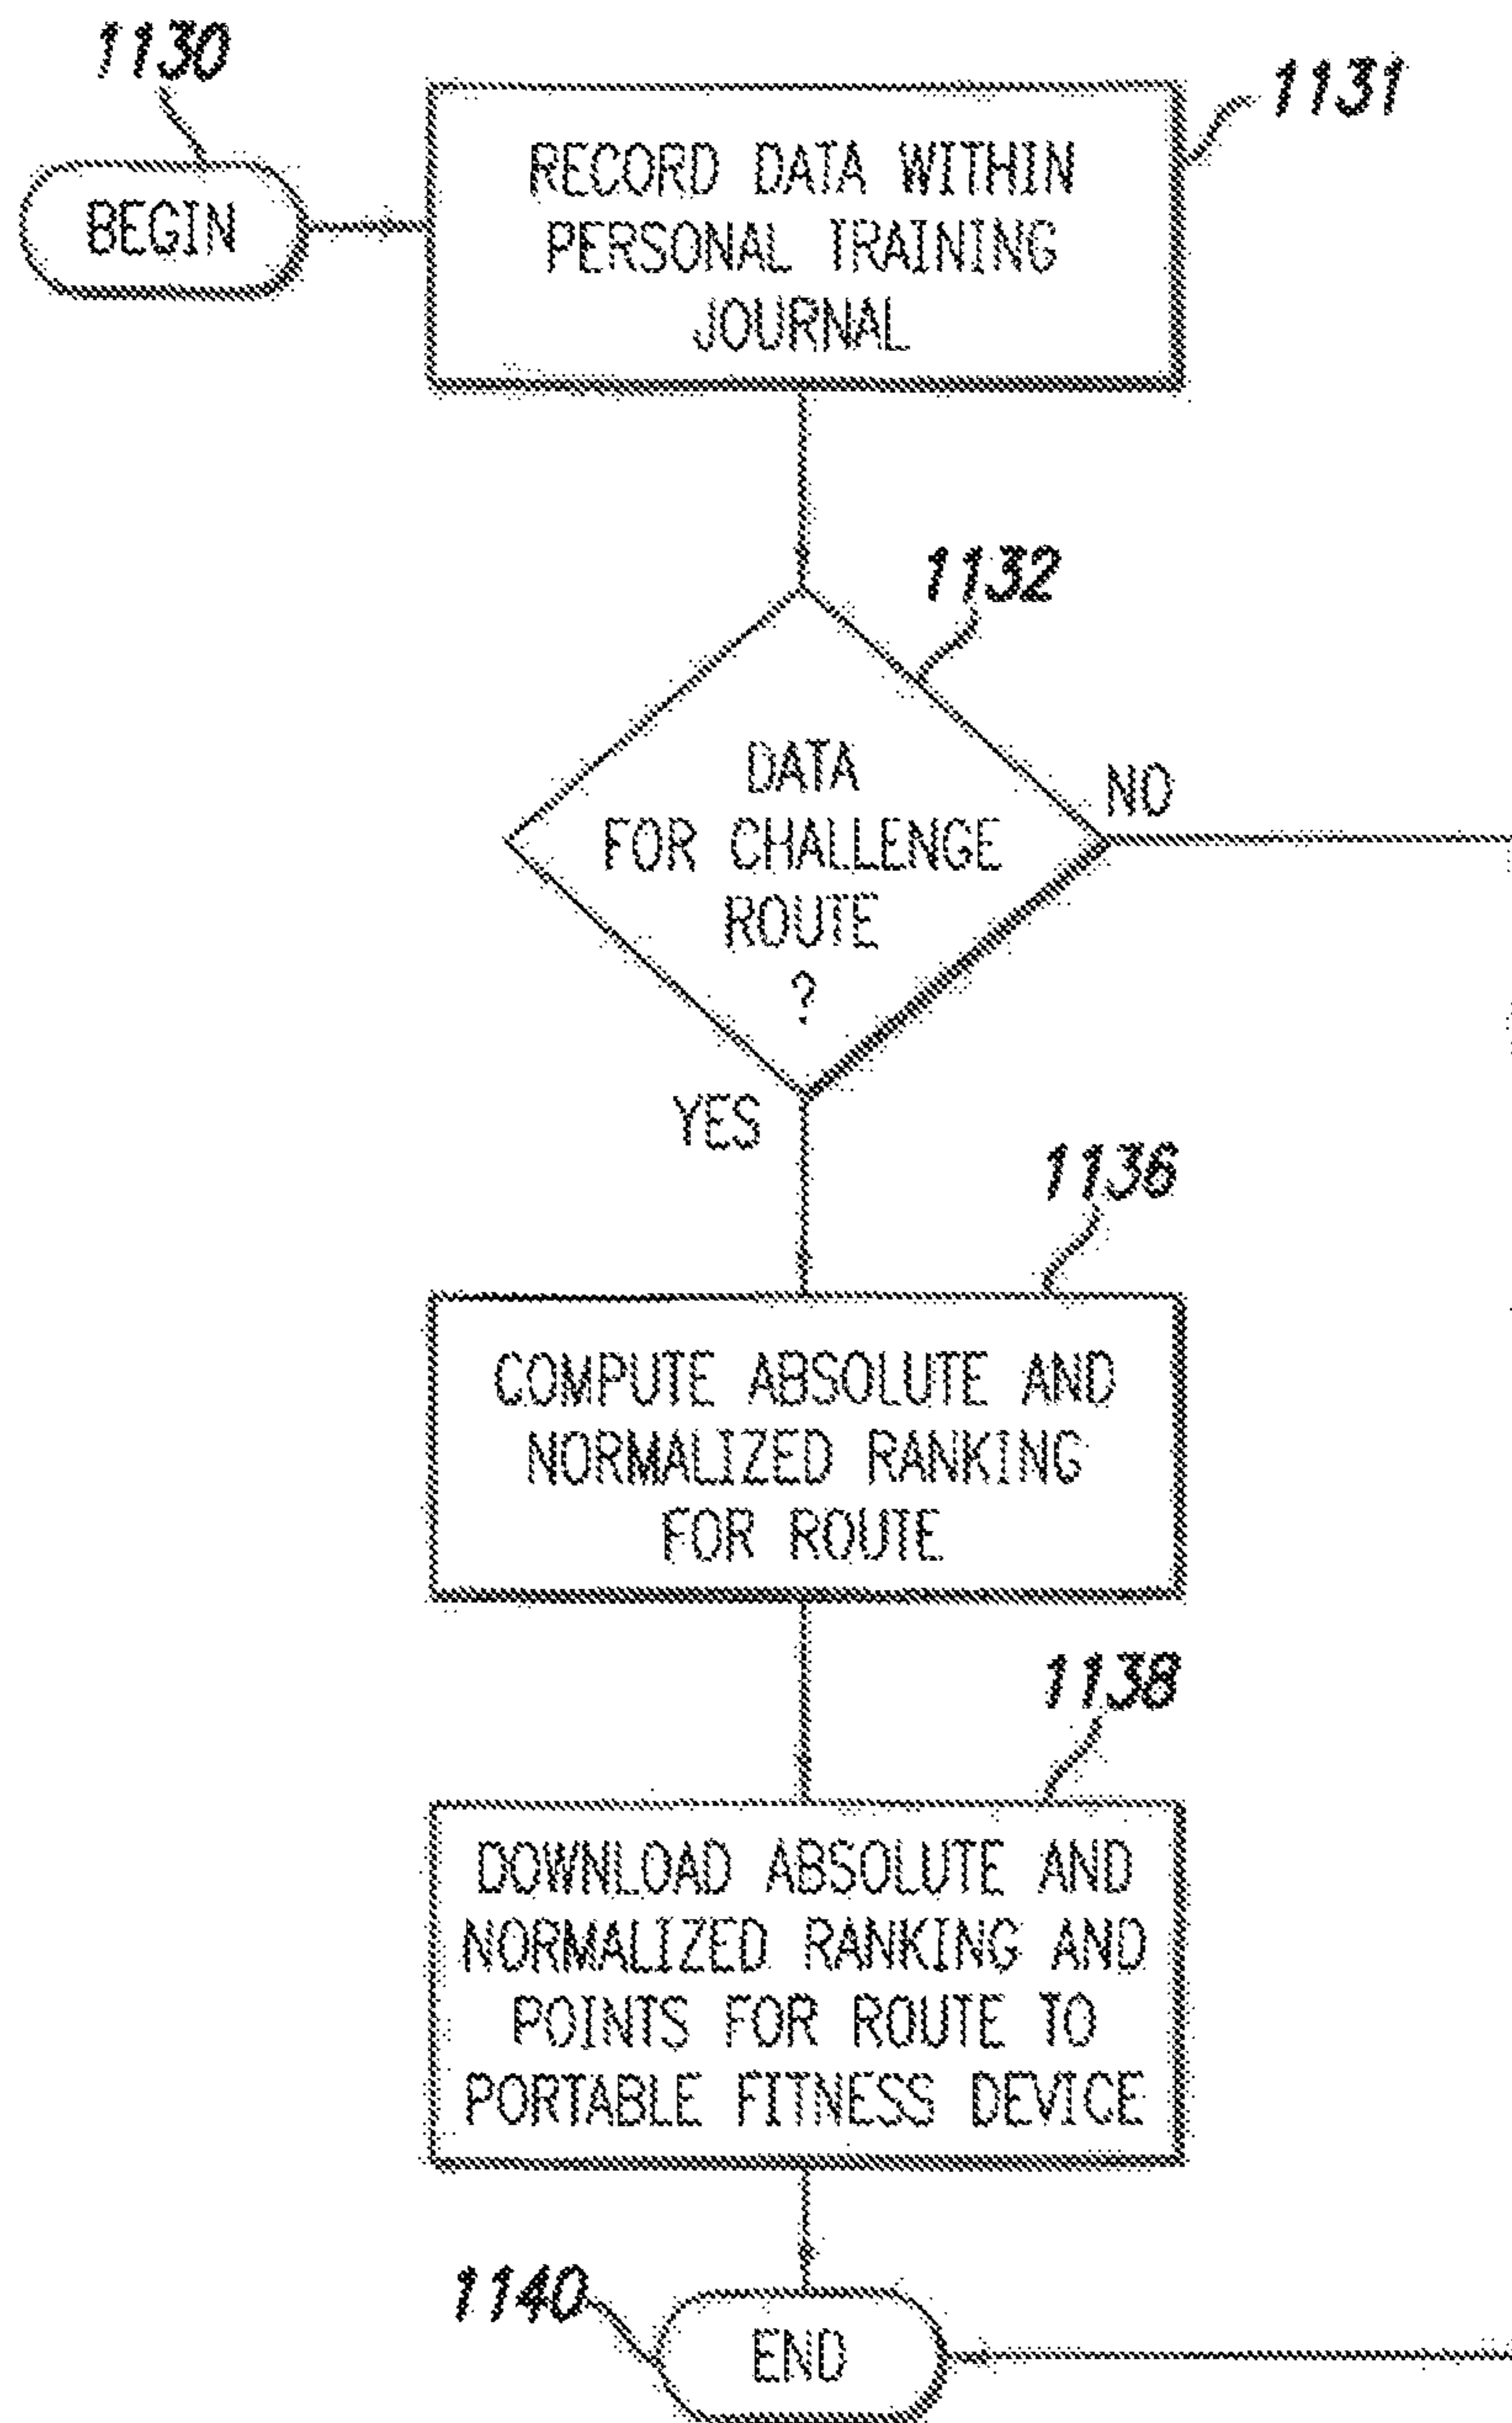 1130
BEGIN
1131
RECORD DATA WITHIN
PERSONAL TRAINING
JOURNAL
1132
DATA
FOR CHALLENGE
ROUTE
?
NO
YES
1136
COMPUTE ABSOLUTE AND
NORMALIZED RANKING
FOR ROUTE
1138
DOWNLOAD ABSOLUTE AND
NORMALIZED RANKING AND
POINTS FOR ROUTE TO
PORTABLE FITNESS DEVICE
1140
END